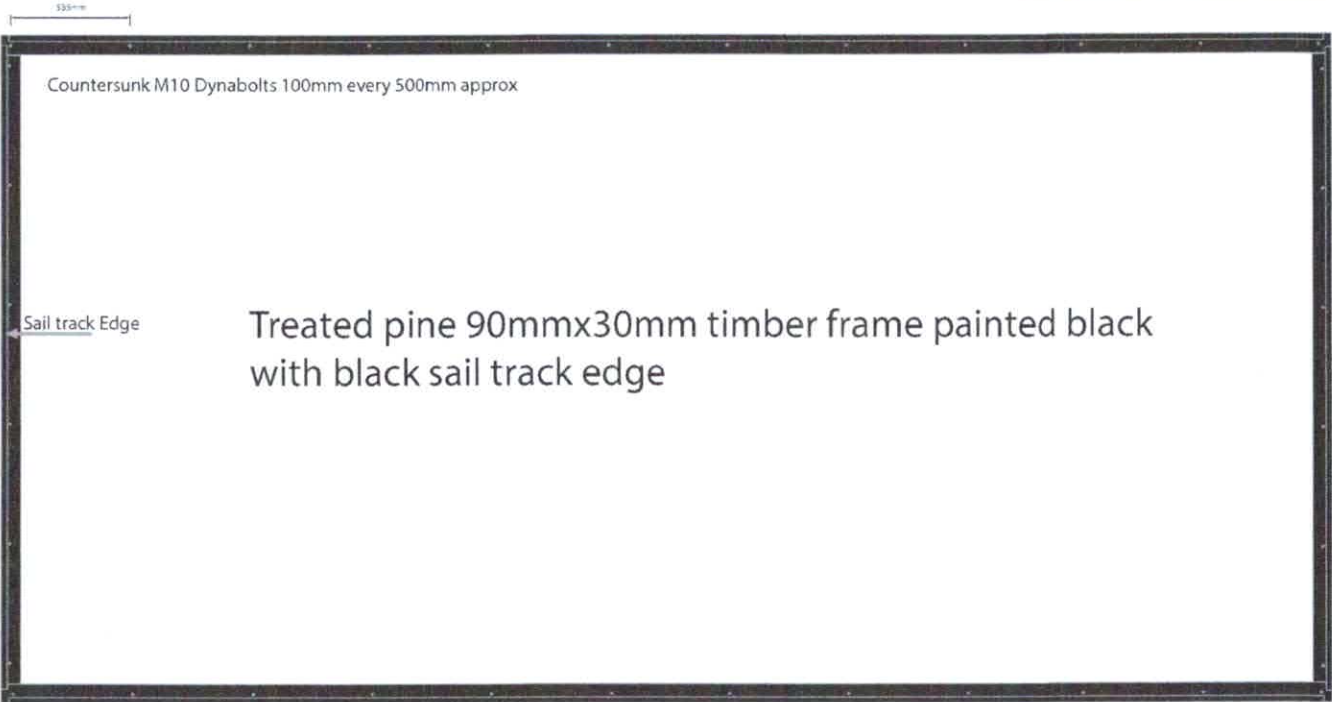 Countersunk M10 Dynabolts 100mm every 500mm approx
Sail track Edge
Treated pine 90mmx30mm timber frame painted black
with black sail track edge